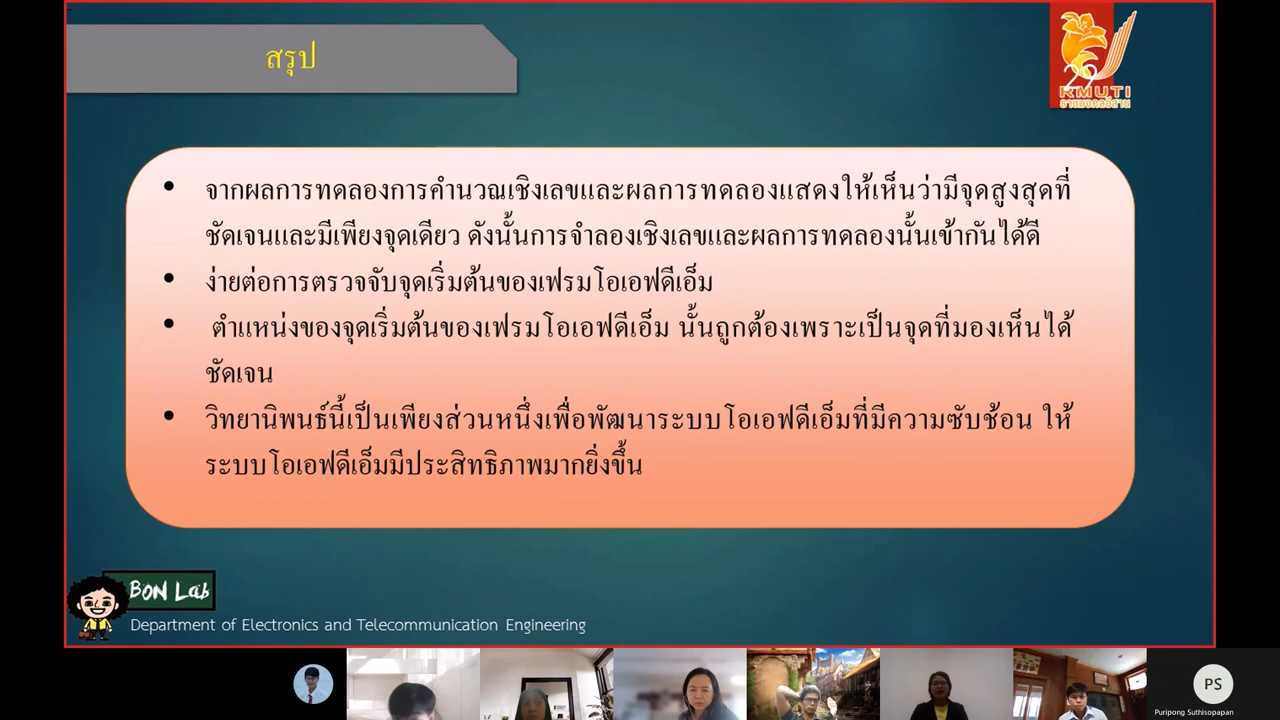 สรุป
29
RMUTI
ราชมงคลอีสาน
• จากผลการทดลองการคำนวณเชิงเลขและผลการทดลองแสดงให้เห็นว่ามีจุดสูงสุดที่
ชัดเจนและมีเพียงจุดเดียว ดังนั้นการจำลองเชิงเลขและผลการทดลองนั้นเข้ากันได้ดี
• ง่ายต่อการตรวจจับจุดเริ่มต้นของเฟรมโอเอฟดีเอ็ม
• ตำแหน่งของจุดเริ่มต้นของเฟรมโอเอฟดีเอ็ม นั้นถูกต้องเพราะเป็นจุดที่มองเห็นได้
ชัดเจน
• วิทยานิพนธ์นี้เป็นเพียงส่วนหนึ่งเพื่อพัฒนาระบบโอเอฟดีเอ็มที่มีความซับซ้อน ให้
ระบบโอเอฟดีเอ็มมีประสิทธิภาพมากยิ่งขึ้น
BON Lab
Department of Electronics and Telecommunication Engineering
PS
Puripong Suthisopapan